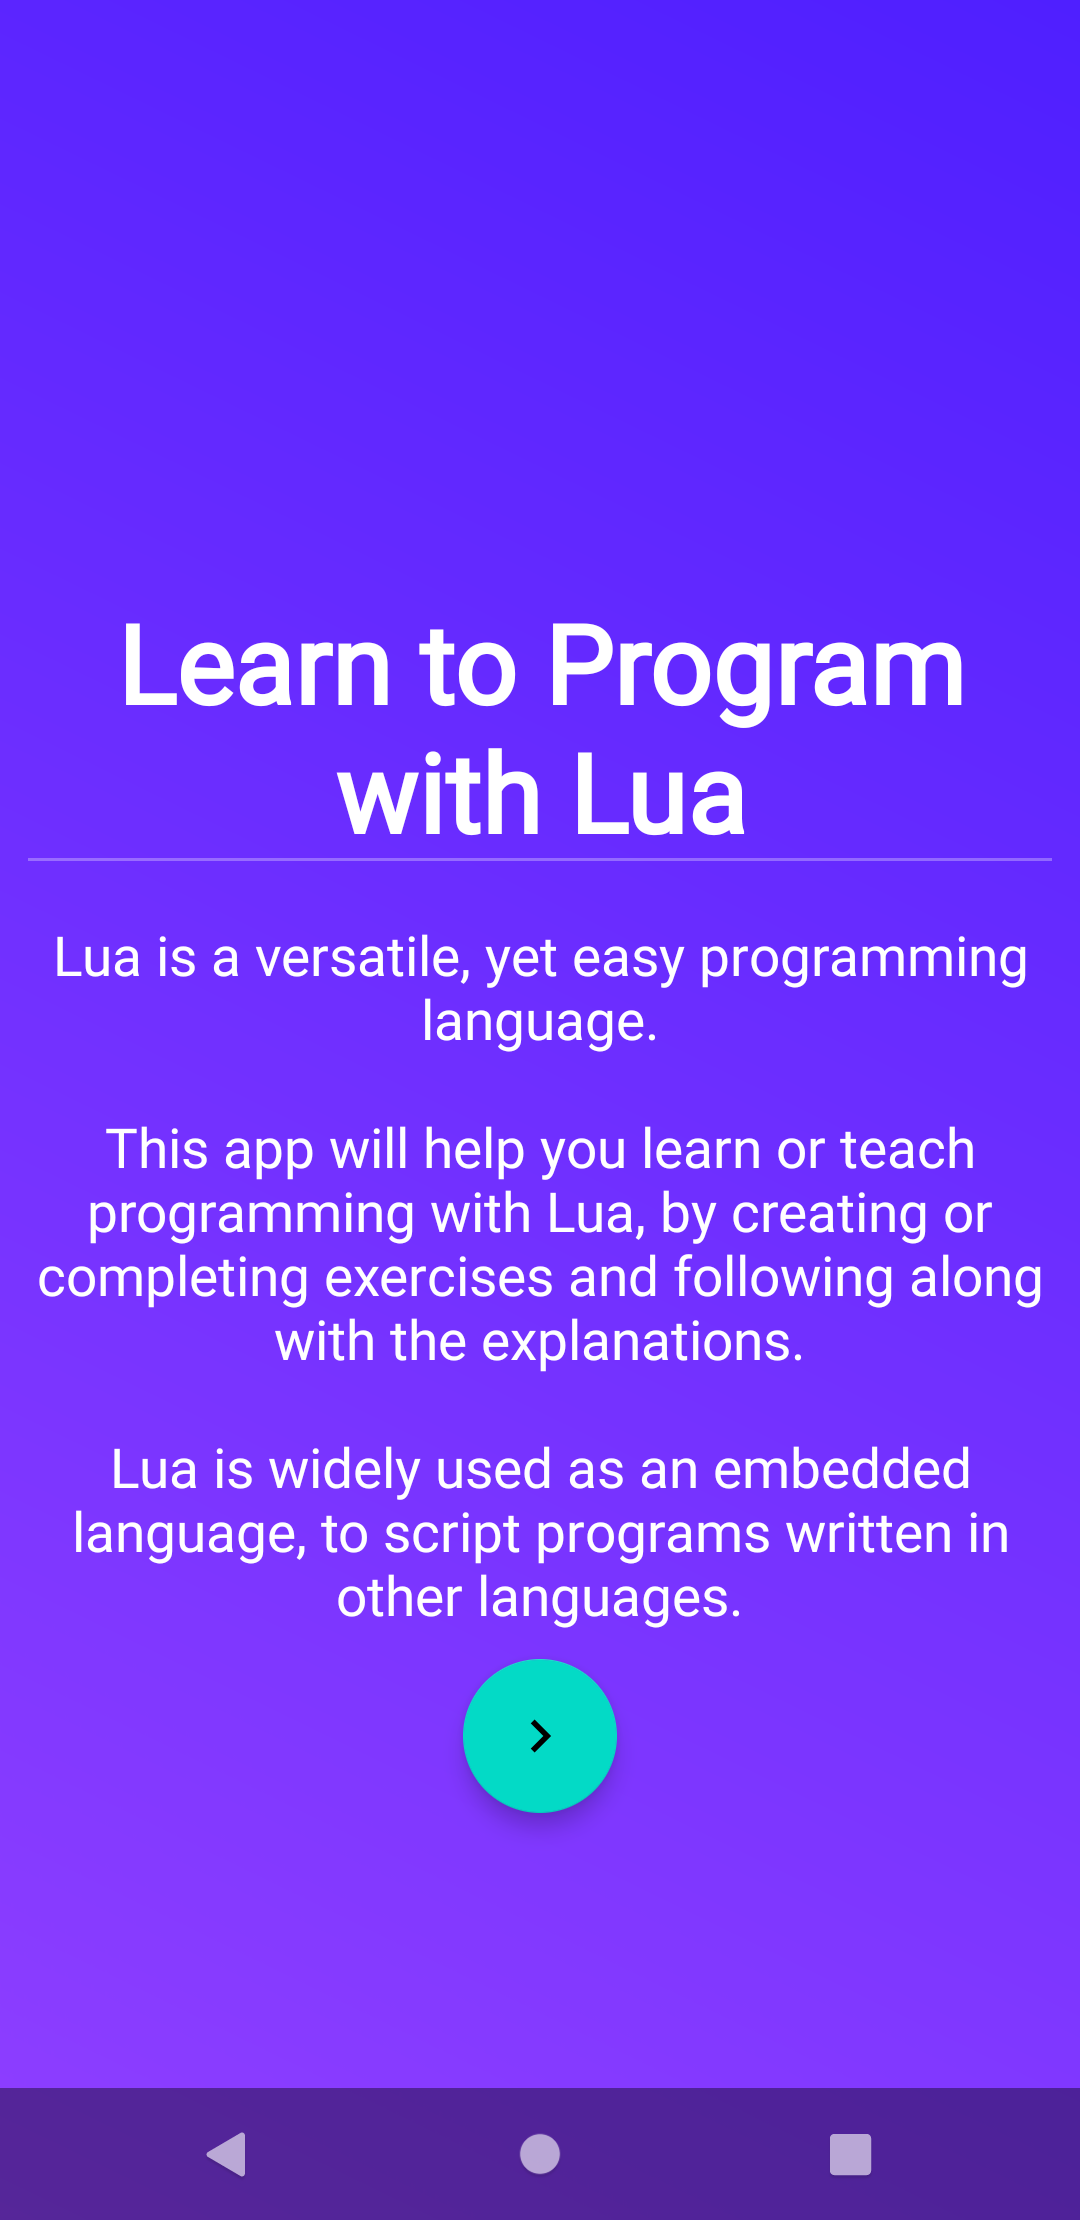 Learn to Program
with Lua
Lua is a versatile, yet easy programming
language.
This app will help you learn or teach
programming with Lua, by creating or
completing exercises and following along
with the explanations.
Lua is widely used as an embedded
language, to script programs written in
other languages.